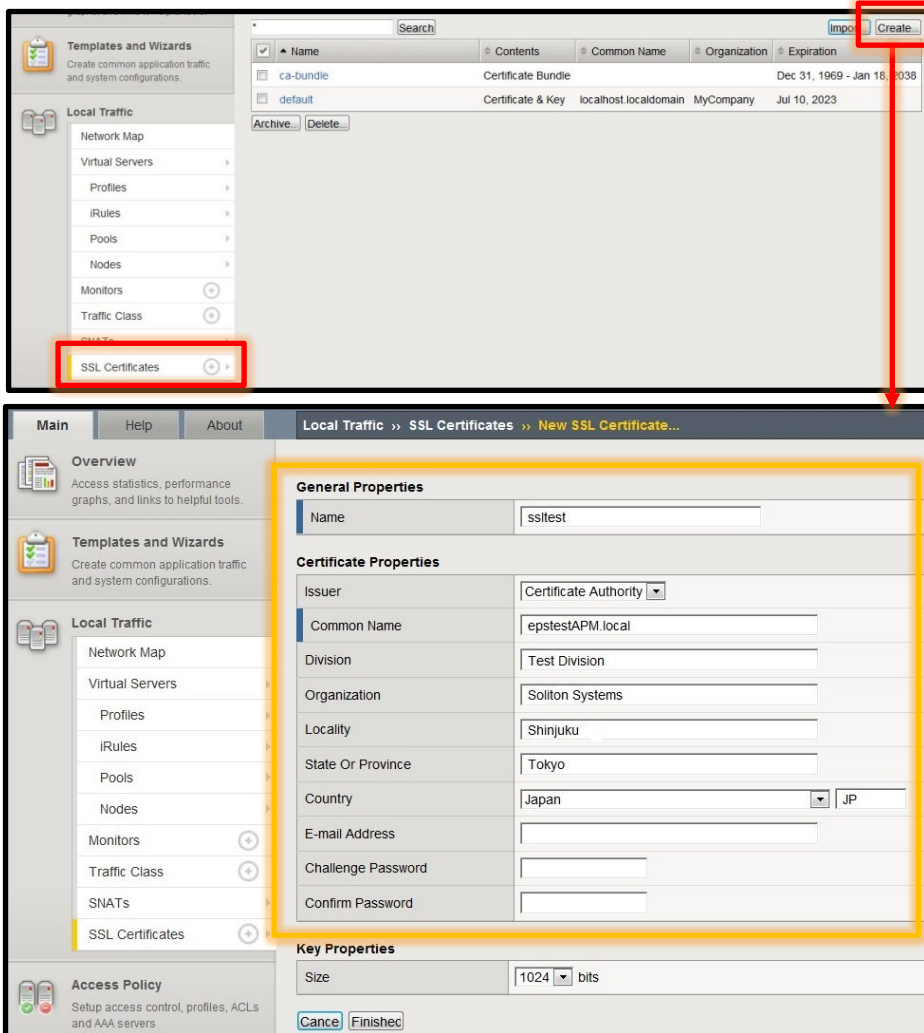 *
Search
Impor...
Create...
Templates and Wizards
Create common application traffic
and system configurations.
Name Contents Common Name Organization Expiration
ca-bundle Certificate Bundle Dec 31, 1969 - Jan 18, 2038
default Certificate & Key localhost.localdomain MyCompany Jul 10, 2023
Archive... Delete...
Local Traffic
Network Map
Virtual Servers
Profiles
iRules
Pools
Nodes
Monitors
Traffic Class
SNATs
SSL Certificates
Main Help About
Local Traffic ›› SSL Certificates ›› New SSL Certificate...
Overview
Access statistics, performance
graphs, and links to helpful tools.
Templates and Wizards
Create common application traffic
and system configurations.
Local Traffic
Network Map
Virtual Servers
Profiles
iRules
Pools
Nodes
Monitors
Traffic Class
SNATs
SSL Certificates
Access Policy
Setup access control, profiles, ACLs
and AAA servers
General Properties
Name ssltest
Certificate Properties
Issuer Certificate Authority
Common Name epstestAPM.local
Division Test Division
Organization Soliton Systems
Locality Shinjuku
State Or Province Tokyo
Country Japan JP
E-mail Address
Challenge Password
Confirm Password
Key Properties
Size 1024 bits
Cance Finished